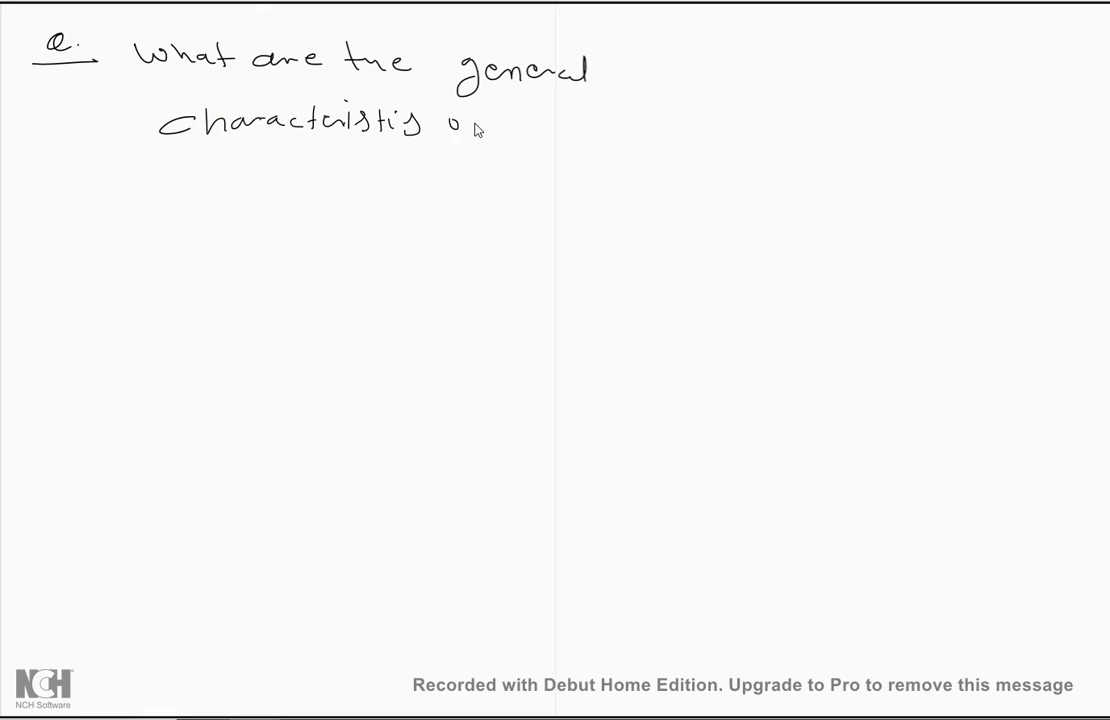 Q. What are the general
characteristis o
NCH
NCH Software
Recorded with Debut Home Edition. Upgrade to Pro to remove this message